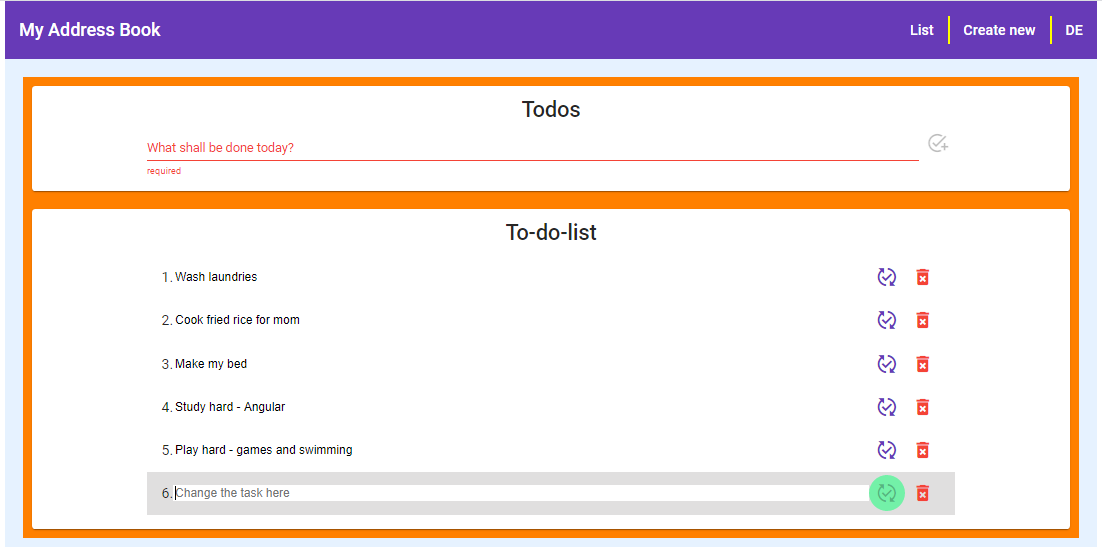 My Address Book List Create new DE
Todos
What shall be done today?
required
To-do-list
1. Wash laundries
2. Cook fried rice for mom
3. Make my bed
4. Study hard - Angular
5. Play hard - games and swimming
6. Change the task here